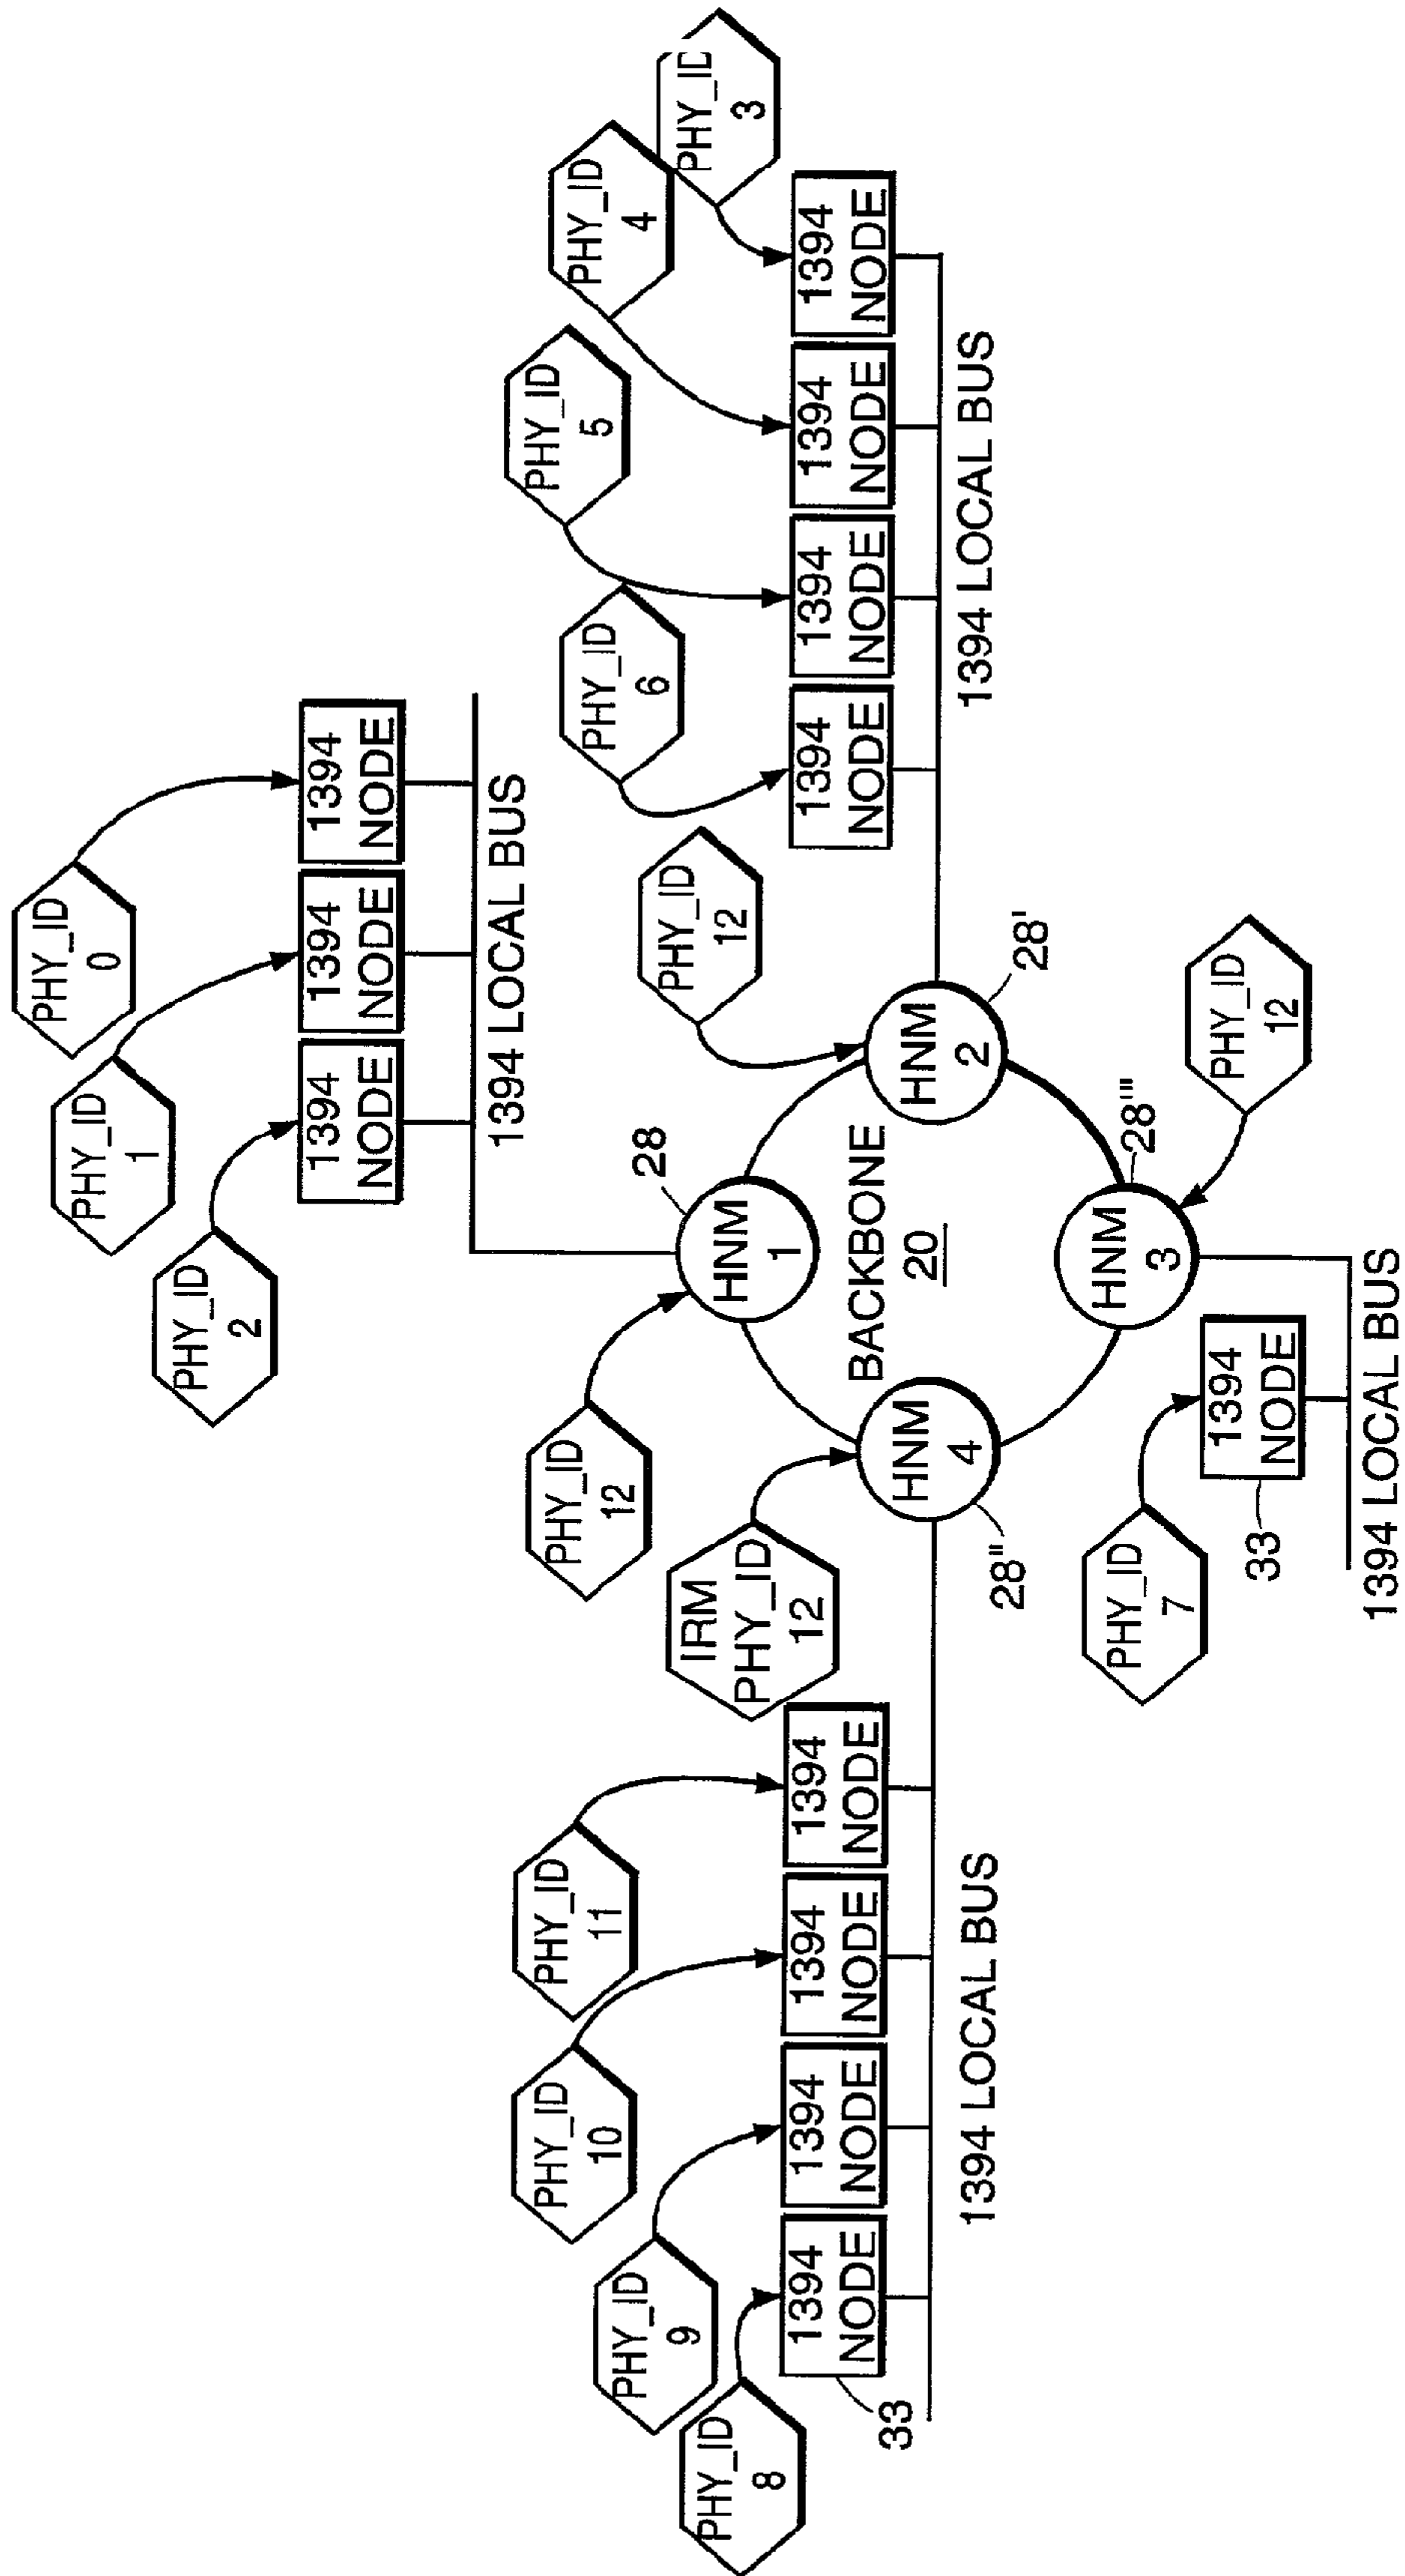 PHY_ID
0
PHY_ID
1
PHY_ID
2
1394
NODE
1394
NODE
1394
NODE
1394 LOCAL BUS
PHY_ID
3
PHY_ID
4
PHY_ID
5
PHY_ID
6
1394
NODE
1394
NODE
1394
NODE
1394
NODE
1394 LOCAL BUS
PHY_ID
11
PHY_ID
10
PHY_ID
9
PHY_ID
8
1394
NODE
1394
NODE
1394
NODE
1394
NODE
33
1394 LOCAL BUS
PHY_ID
12
IRM
PHY_ID
12
PHY_ID
12
28
HNM
1
BACKBONE
20
HNM
4
28"
HNM
2
28'
HNM
3
28'''
PHY_ID
12
PHY_ID
7
1394
NODE
33
1394 LOCAL BUS